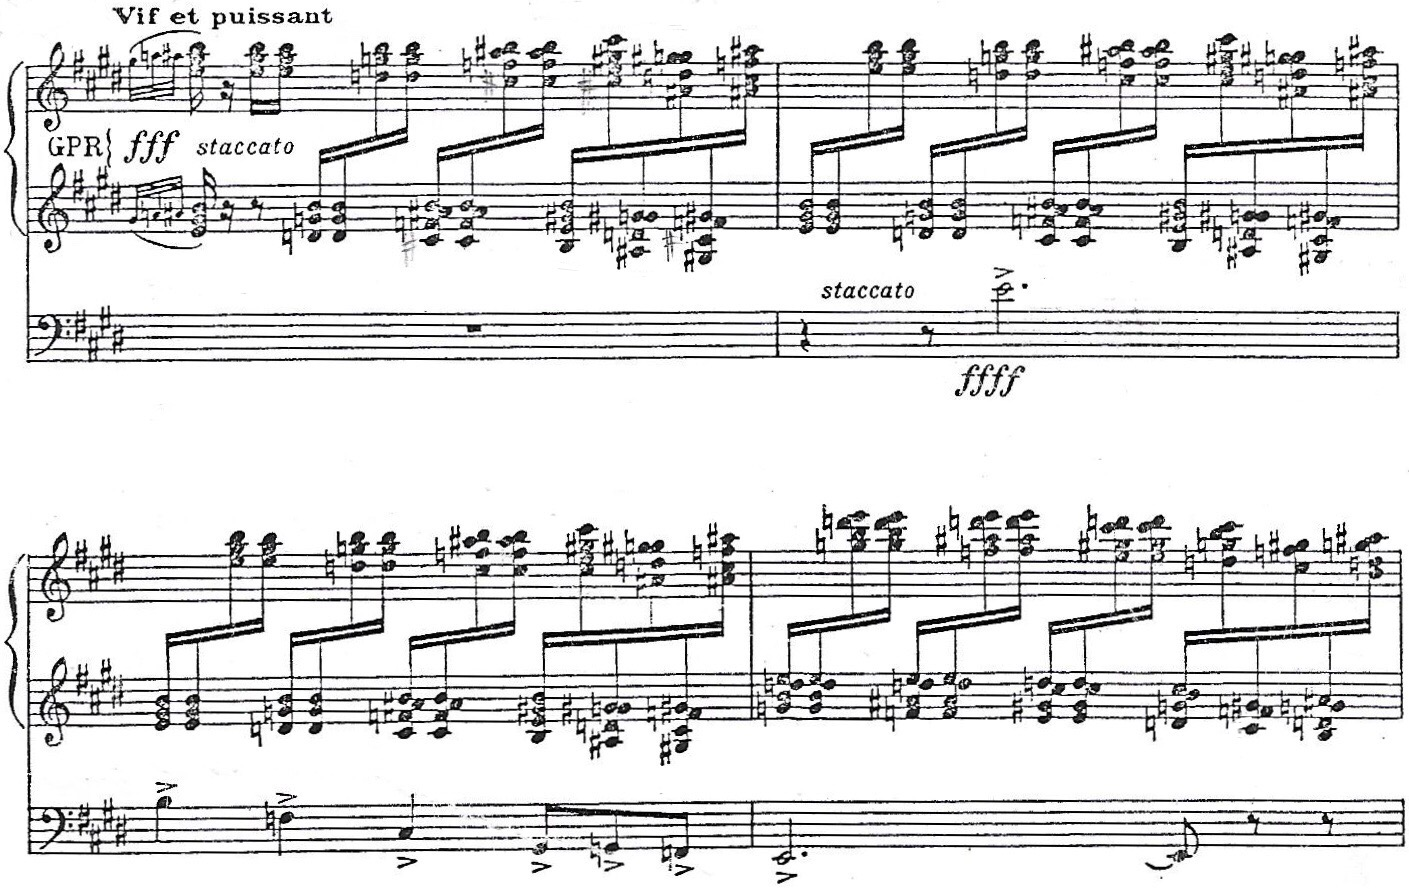 Vif et puissant
GPR fff staccato
staccato
ffff